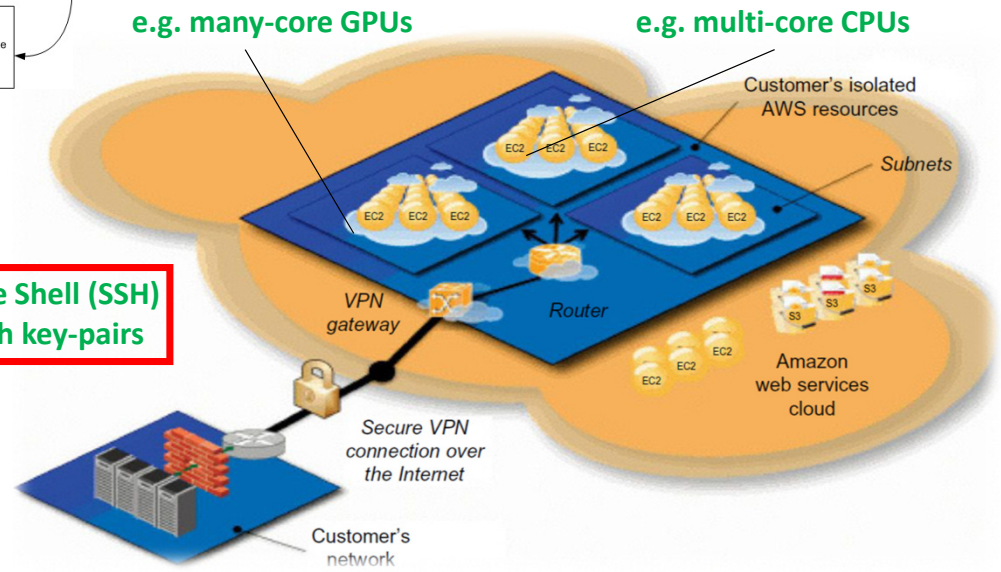 e.g. many-core GPUs
e.g. multi-core CPUs
e
Customer's isolated
AWS resources
EC2 EC2 EC2
Subnets
EC2 EC2 EC2
EC2 EC2 EC2
e Shell (SSH)
h key-pairs
VPN
gateway
Router
S3 S3
S3
EC2 EC2 EC2
Amazon
web services
cloud
Secure VPN
connection over
the Internet
Customer's
network